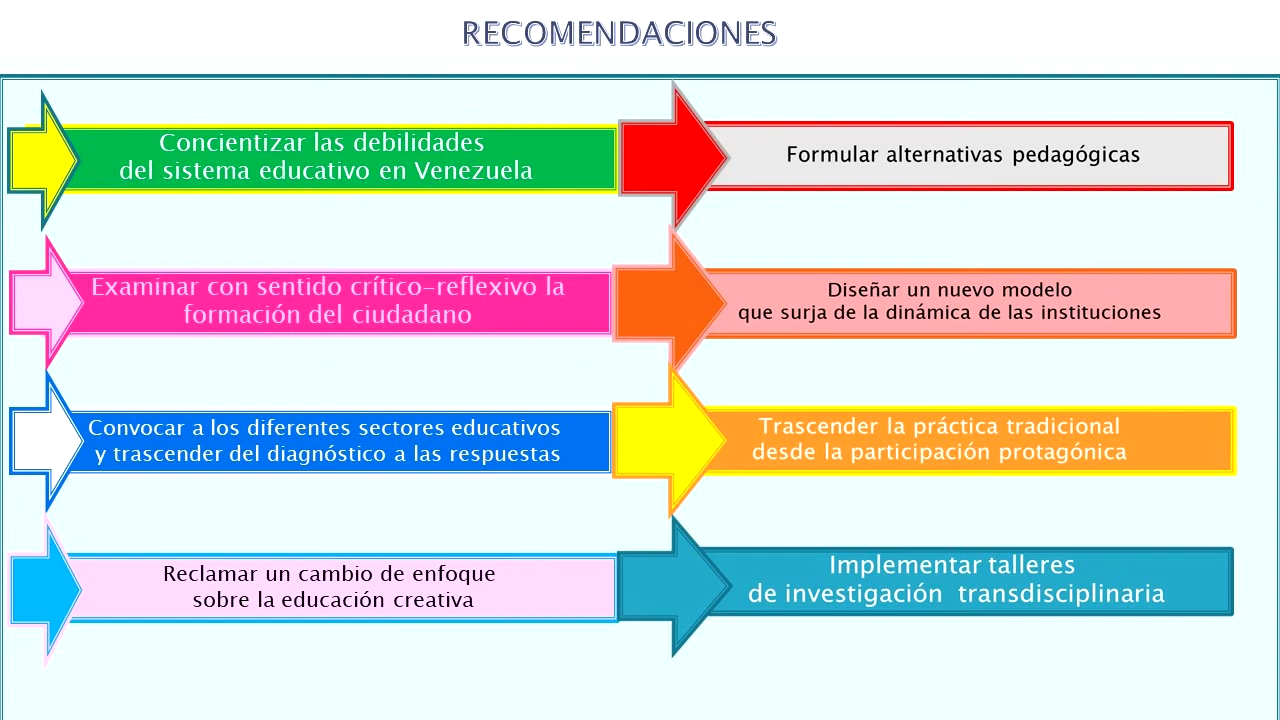 RECOMENDACIONES
Concientizar las debilidades
del sistema educativo en Venezuela
Formular alternativas pedagógicas
Examinar con sentido crítico-reflexivo la
formación del ciudadano
Diseñar un nuevo modelo
que surja de la dinámica de las instituciones
Convocar a los diferentes sectores educativos
y trascender del diagnóstico a las respuestas
Trascender la práctica tradicional
desde la participación protagónica
Reclamar un cambio de enfoque
sobre la educación creativa
Implementar talleres
de investigación transdisciplinaria